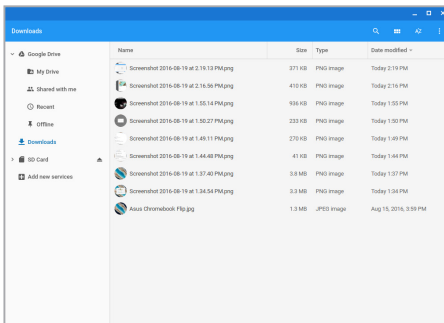 Downloads
Google Drive
My Drive
Shared with me
Recent
Offline
Downloads
SD Card
Add new services
Name Size Type Date modified
Screenshot 2016-08-19 at 2.19.13 PM.png 371 KB PNG image Today 2:19 PM
Screenshot 2016-08-19 at 2.16.56 PM.png 410 KB PNG image Today 2:16 PM
Screenshot 2016-08-19 at 1.55.14 PM.png 936 KB PNG image Today 1:55 PM
Screenshot 2016-08-19 at 1.50.27 PM.png 233 KB PNG image Today 1:50 PM
Screenshot 2016-08-19 at 1.49.11 PM.png 270 KB PNG image Today 1:49 PM
Screenshot 2016-08-19 at 1.44.48 PM.png 41 KB PNG image Today 1:44 PM
Screenshot 2016-08-19 at 1.37.40 PM.png 3.8 MB PNG image Today 1:37 PM
Screenshot 2016-08-19 at 1.34.54 PM.png 3.3 MB PNG image Today 1:34 PM
Asus Chromebook Flip.jpg 1.3 MB JPEG image Aug 15, 2016, 3:59 PM